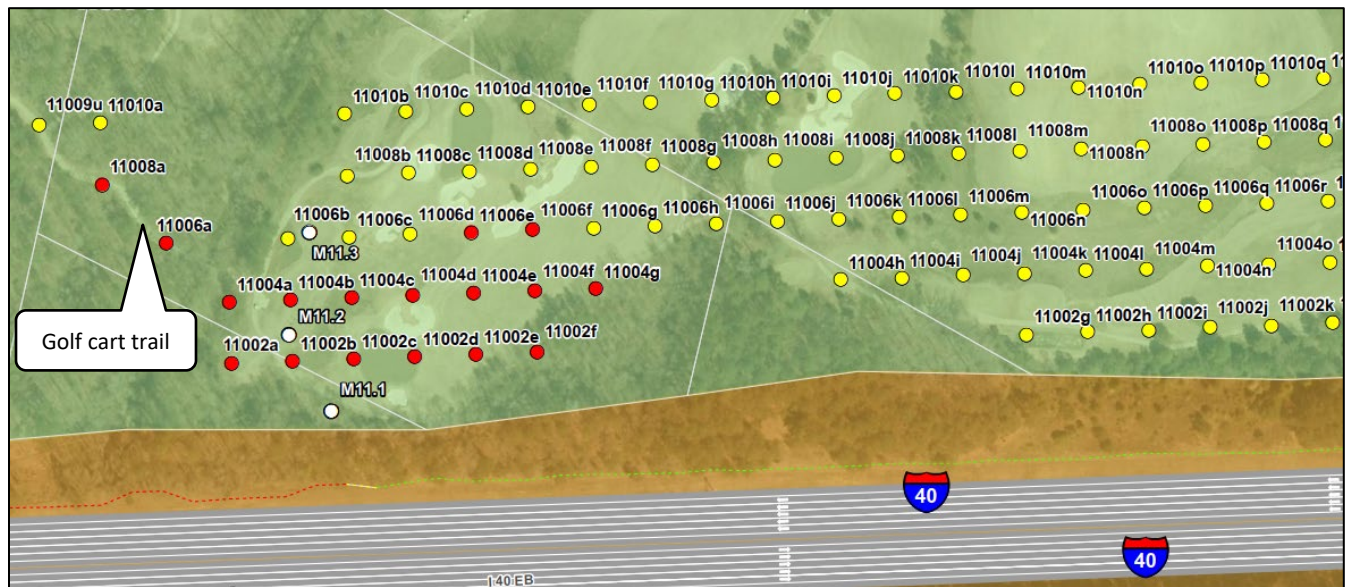 11009u 11010a 11010b 11010c 11010d 11010e 11010f 11010g 11010h 11010i 11010j 11010k 11010l 11010m 11010n 11010o 11010p 11010q
11008a 11008b 11008c 11008d 11008e 11008f 11008g 11008h 11008i 11008j 11008k 11008l 11008m 11008n 11008o 11008p 11008q
11006a 11006b 11006c 11006d 11006e 11006f 11006g 11006h 11006i 11006j 11006k 11006l 11006m 11006n 11006o 11006p 11006q 11006r
M11.3
11004a 11004b 11004c 11004d 11004e 11004f 11004g 11004h 11004i 11004j 11004k 11004l 11004m 11004n 11004o
M11.2
Golf cart trail
11002a 11002b 11002c 11002d 11002e 11002f 11002g 11002h 11002i 11002j 11002k
M11.1
40
40
I 40 EB